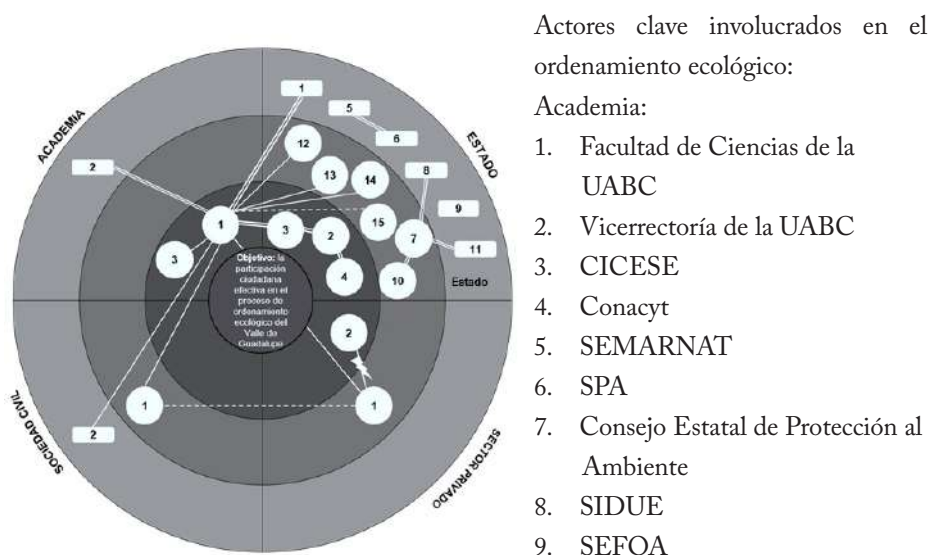 ACADEMIA
ESTADO
1
5
6
12
2
8
13
14
9
1
3
2
15
7
11
3
4
10
Estado
Objetivo: la
participación
ciudadana
efectiva en el
proceso de
ordenamiento
ecológico del
Valle de
Guadalupe
2
1
1
2
SOCIEDAD CIVIL
SECTOR PRIVADO
Actores clave involucrados en el
ordenamiento ecológico:
Academia:
1. Facultad de Ciencias de la
UABC
2. Vicerrectoría de la UABC
3. CICESE
4. Conacyt
5. SEMARNAT
6. SPA
7. Consejo Estatal de Protección al
Ambiente
8. SIDUE
9. SEFOA